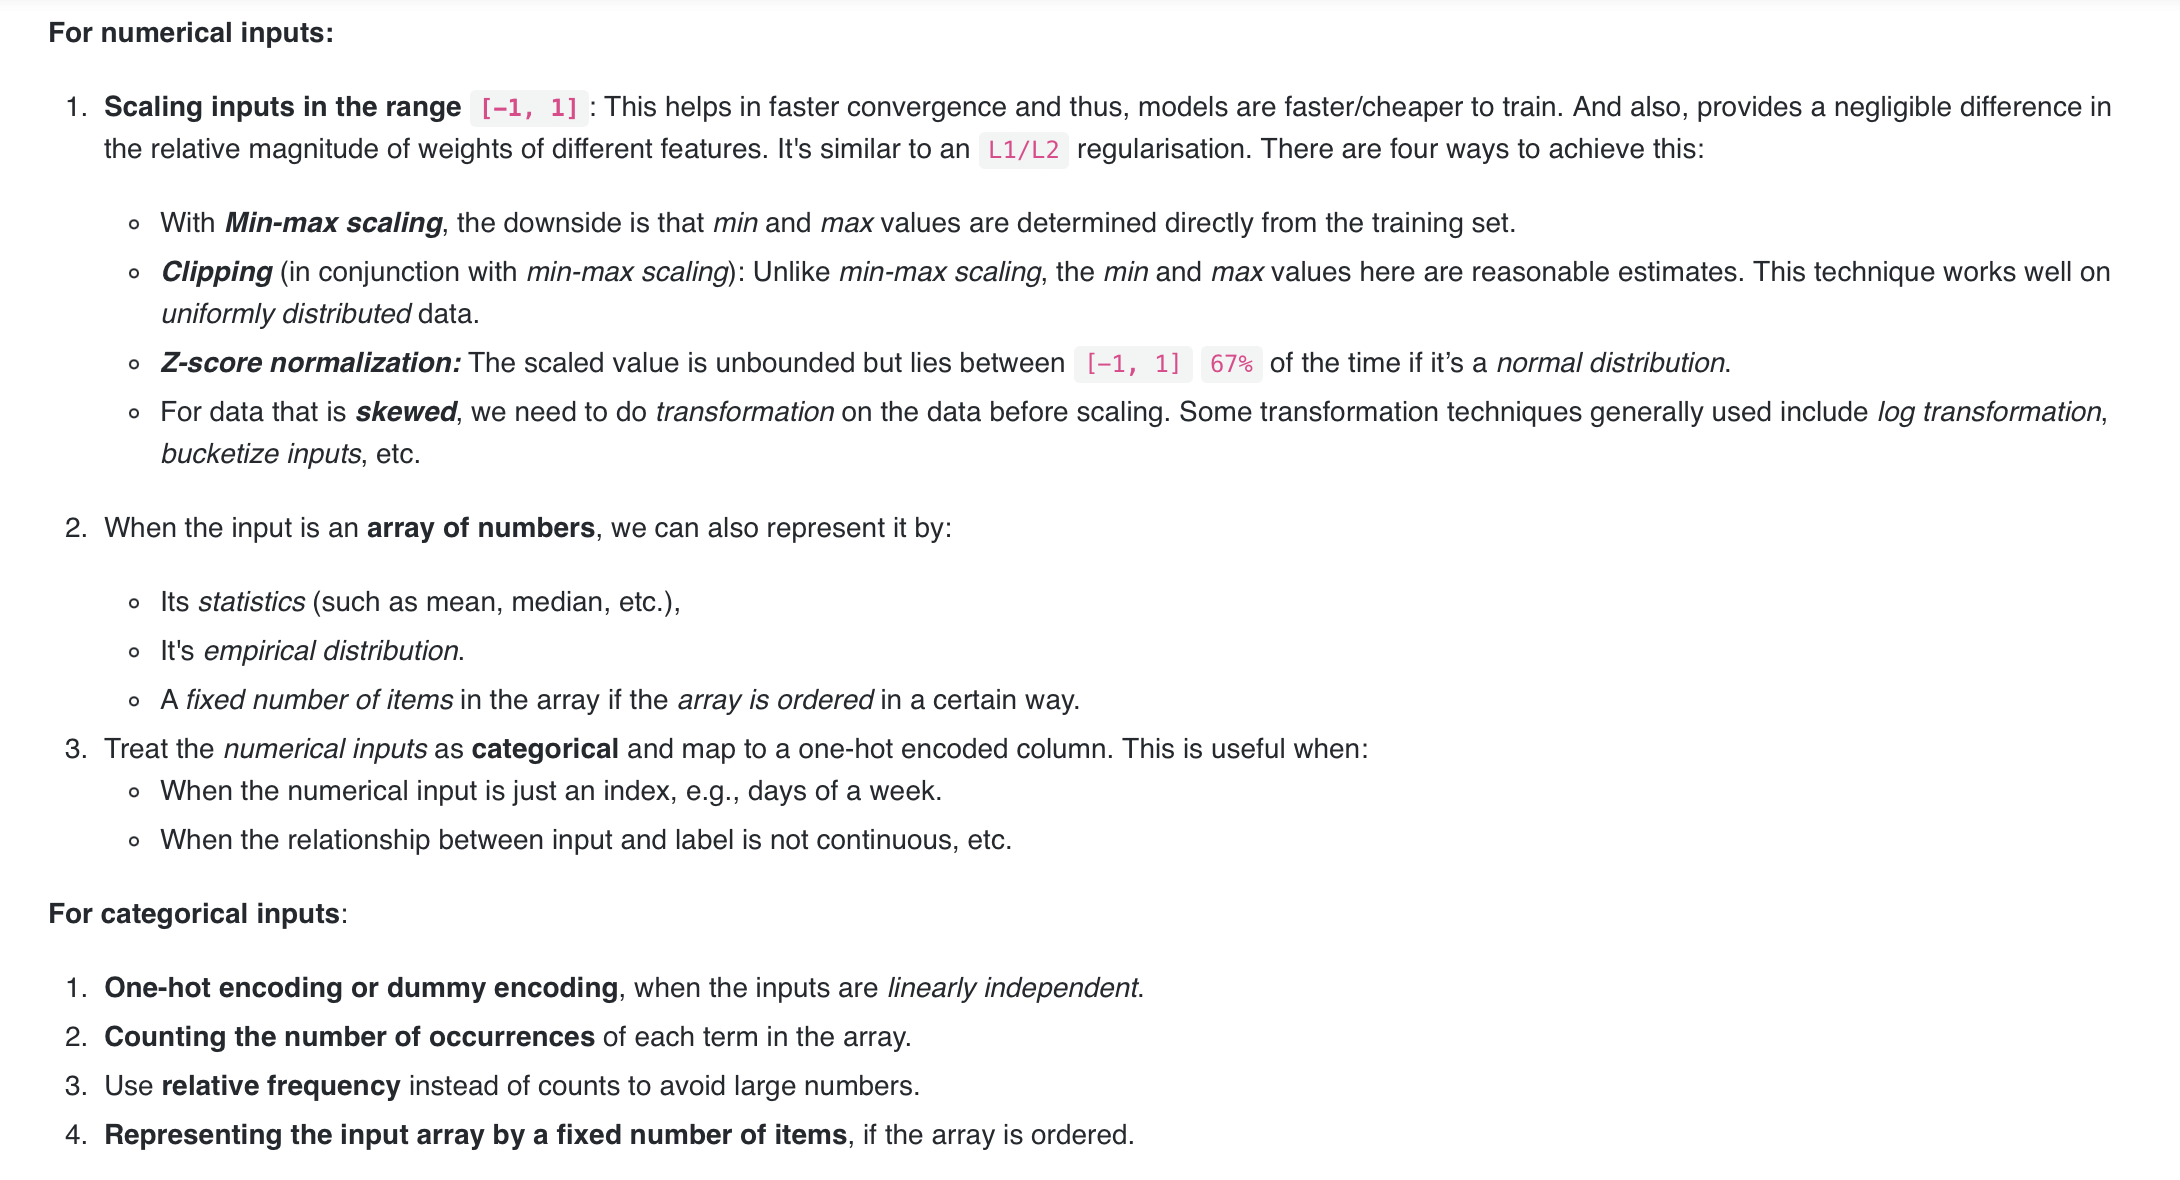 For numerical inputs:
1. Scaling inputs in the range [-1, 1] : This helps in faster convergence and thus, models are faster/cheaper to train. And also, provides a negligible difference in
the relative magnitude of weights of different features. It's similar to an L1/L2 regularisation. There are four ways to achieve this:
With Min-max scaling, the downside is that min and max values are determined directly from the training set.
Clipping (in conjunction with min-max scaling): Unlike min-max scaling, the min and max values here are reasonable estimates. This technique works well on
uniformly distributed data.
Z-score normalization: The scaled value is unbounded but lies between [-1, 1] 67% of the time if it’s a normal distribution.
For data that is skewed, we need to do transformation on the data before scaling. Some transformation techniques generally used include log transformation,
bucketize inputs, etc.
2. When the input is an array of numbers, we can also represent it by:
Its statistics (such as mean, median, etc.),
It's empirical distribution.
A fixed number of items in the array if the array is ordered in a certain way.
3. Treat the numerical inputs as categorical and map to a one-hot encoded column. This is useful when:
When the numerical input is just an index, e.g., days of a week.
When the relationship between input and label is not continuous, etc.
For categorical inputs:
1. One-hot encoding or dummy encoding, when the inputs are linearly independent.
2. Counting the number of occurrences of each term in the array.
3. Use relative frequency instead of counts to avoid large numbers.
4. Representing the input array by a fixed number of items, if the array is ordered.